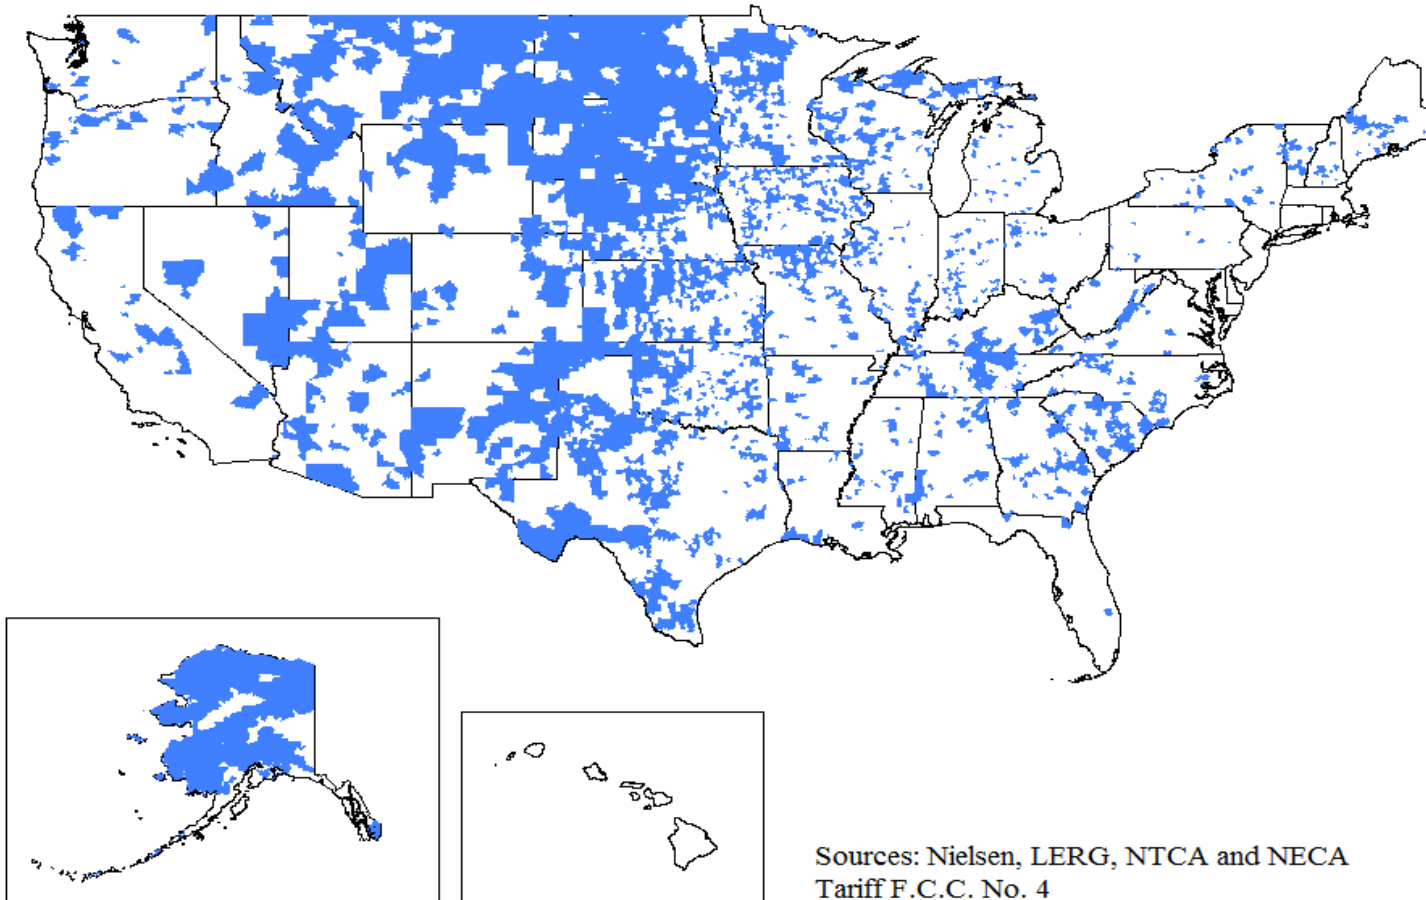 Sources: Nielsen, LERG, NTCA and NECA
Tariff F.C.C. No. 4